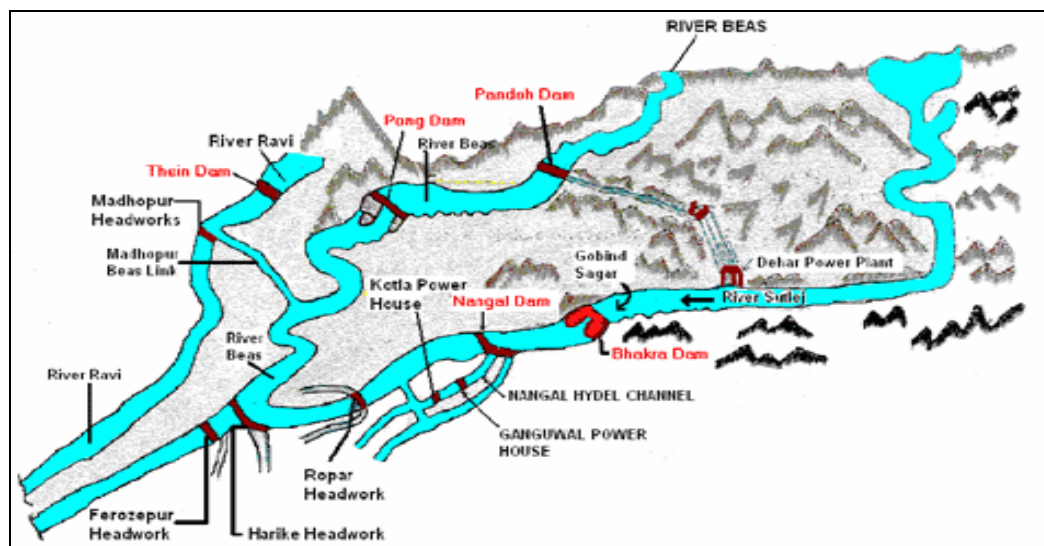 RIVER BEAS
Pandoh Dam
Pong Dam
River Beas
River Ravi
Thein Dam
Madhopur
Headworks
Madhopur
Beas Link
Gobind
Sagar
Dehar Power Plant
Kotla Power
House
Nangal Dam
River Sutlej
Bhakra Dam
River
Beas
River Ravi
NANGAL HYDEL CHANNEL
GANGUWAL POWER
HOUSE
Ropar
Headwork
Ferozepur
Headwork
Harike Headwork